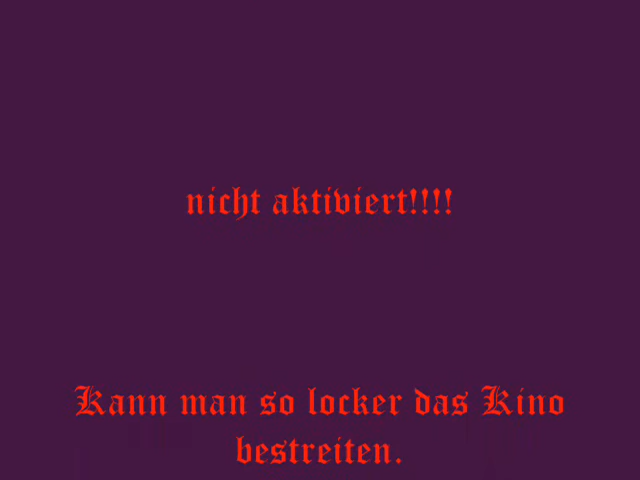 nicht aktiviert!!!!
Kann man so locker das Kino
bestreiten.